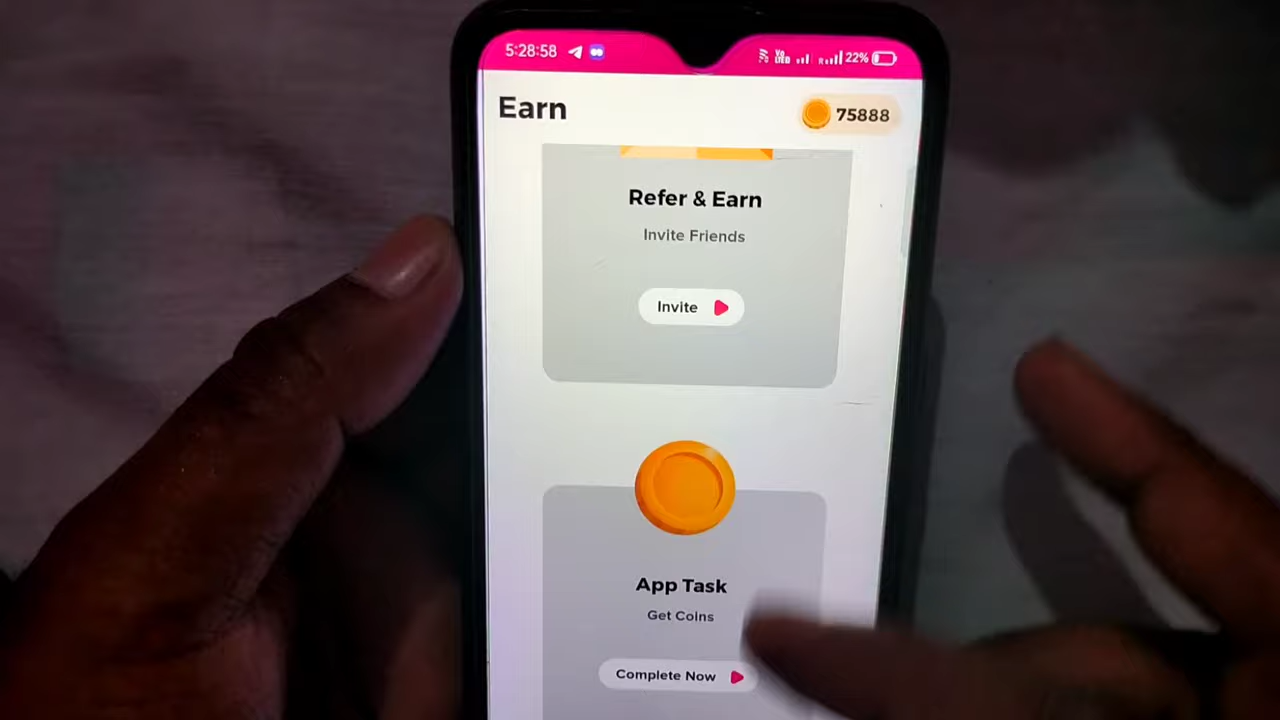 5:28:58 22%
Earn
75888
Refer & Earn
Invite Friends
Invite
App Task
Get Coins
Complete Now